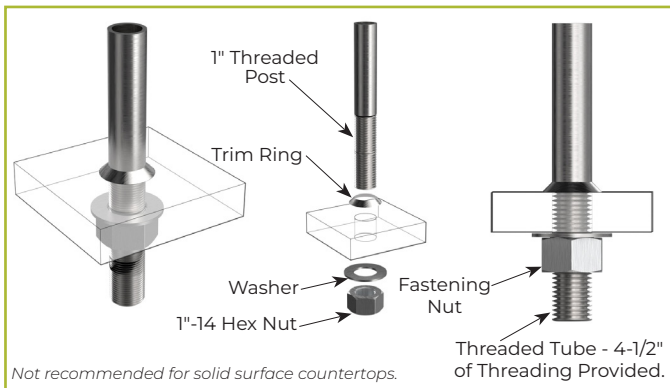 1" Threaded
Post
Trim Ring
Washer
1"-14 Hex Nut
Fastening
Nut
Threaded Tube - 4-1/2"
of Threading Provided.
Not recommended for solid surface countertops.